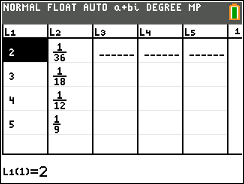 NORMAL FLOAT AUTO a+bi DEGREE MP
L1 L2 L3 L4 L5 1
2 1/36 ------ ------ ------
3 1/18
4 1/12
5 1/9
L1(1)=2